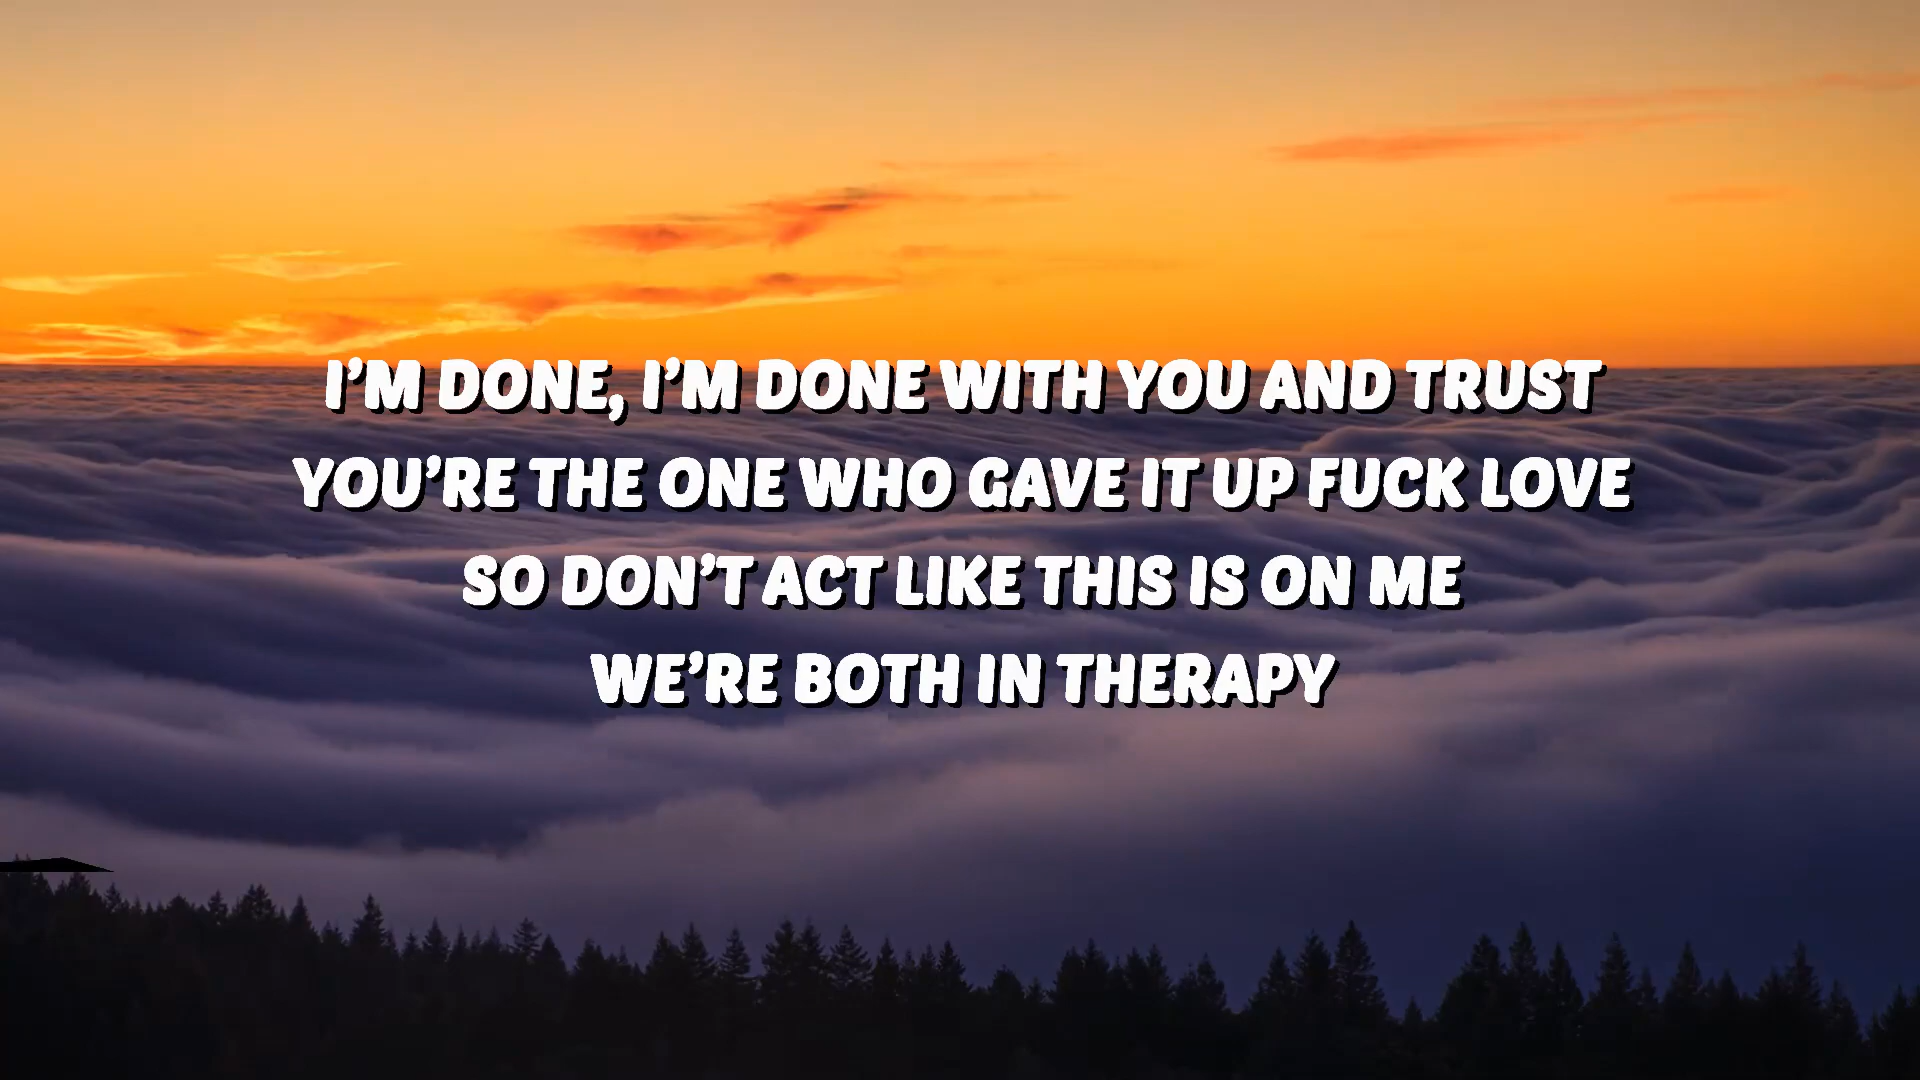 I’M DONE, I’M DONE WITH YOU AND TRUST
YOU’RE THE ONE WHO GAVE IT UP FUCK LOVE
SO DON’T ACT LIKE THIS IS ON ME
WE’RE BOTH IN THERAPY